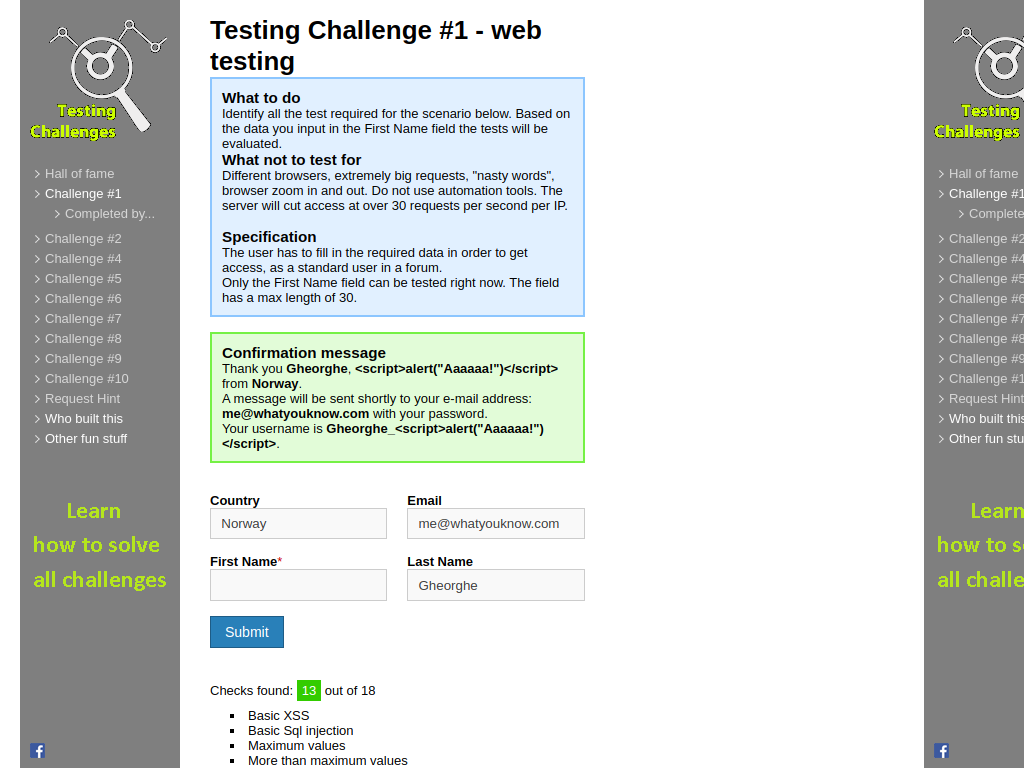 Testing
Challenges
Hall of fame
Challenge #1
Completed by...
Challenge #2
Challenge #4
Challenge #5
Challenge #6
Challenge #7
Challenge #8
Challenge #9
Challenge #10
Request Hint
Who built this
Other fun stuff
Learn
how to solve
all challenges
Testing Challenge #1 - web
testing
What to do
Identify all the test required for the scenario below. Based on
the data you input in the First Name field the tests will be
evaluated.
What not to test for
Different browsers, extremely big requests, "nasty words",
browser zoom in and out. Do not use automation tools. The
server will cut access at over 30 requests per second per IP.
Specification
The user has to fill in the required data in order to get
access, as a standard user in a forum.
Only the First Name field can be tested right now. The field
has a max length of 30.
Confirmation message
Thank you Gheorghe, <script>alert("Aaaaa!")</script>
from Norway.
A message will be sent shortly to your e-mail address:
me@whatyouknow.com with your password.
Your username is Gheorghe_<script>alert("Aaaaa!")
</script>.
Country
Email
Norway
me@whatyouknow.com
First Name*
Last Name
Gheorghe
Submit
Checks found: 13 out of 18
Basic XSS
Basic Sql injection
Maximum values
More than maximum values
Testing
Challenges
Hall of fame
Challenge #1
Complete
Challenge #2
Challenge #4
Challenge #5
Challenge #6
Challenge #7
Challenge #8
Challenge #9
Challenge #1
Request Hint
Who built this
Other fun stu
Learn
how to s
all challe